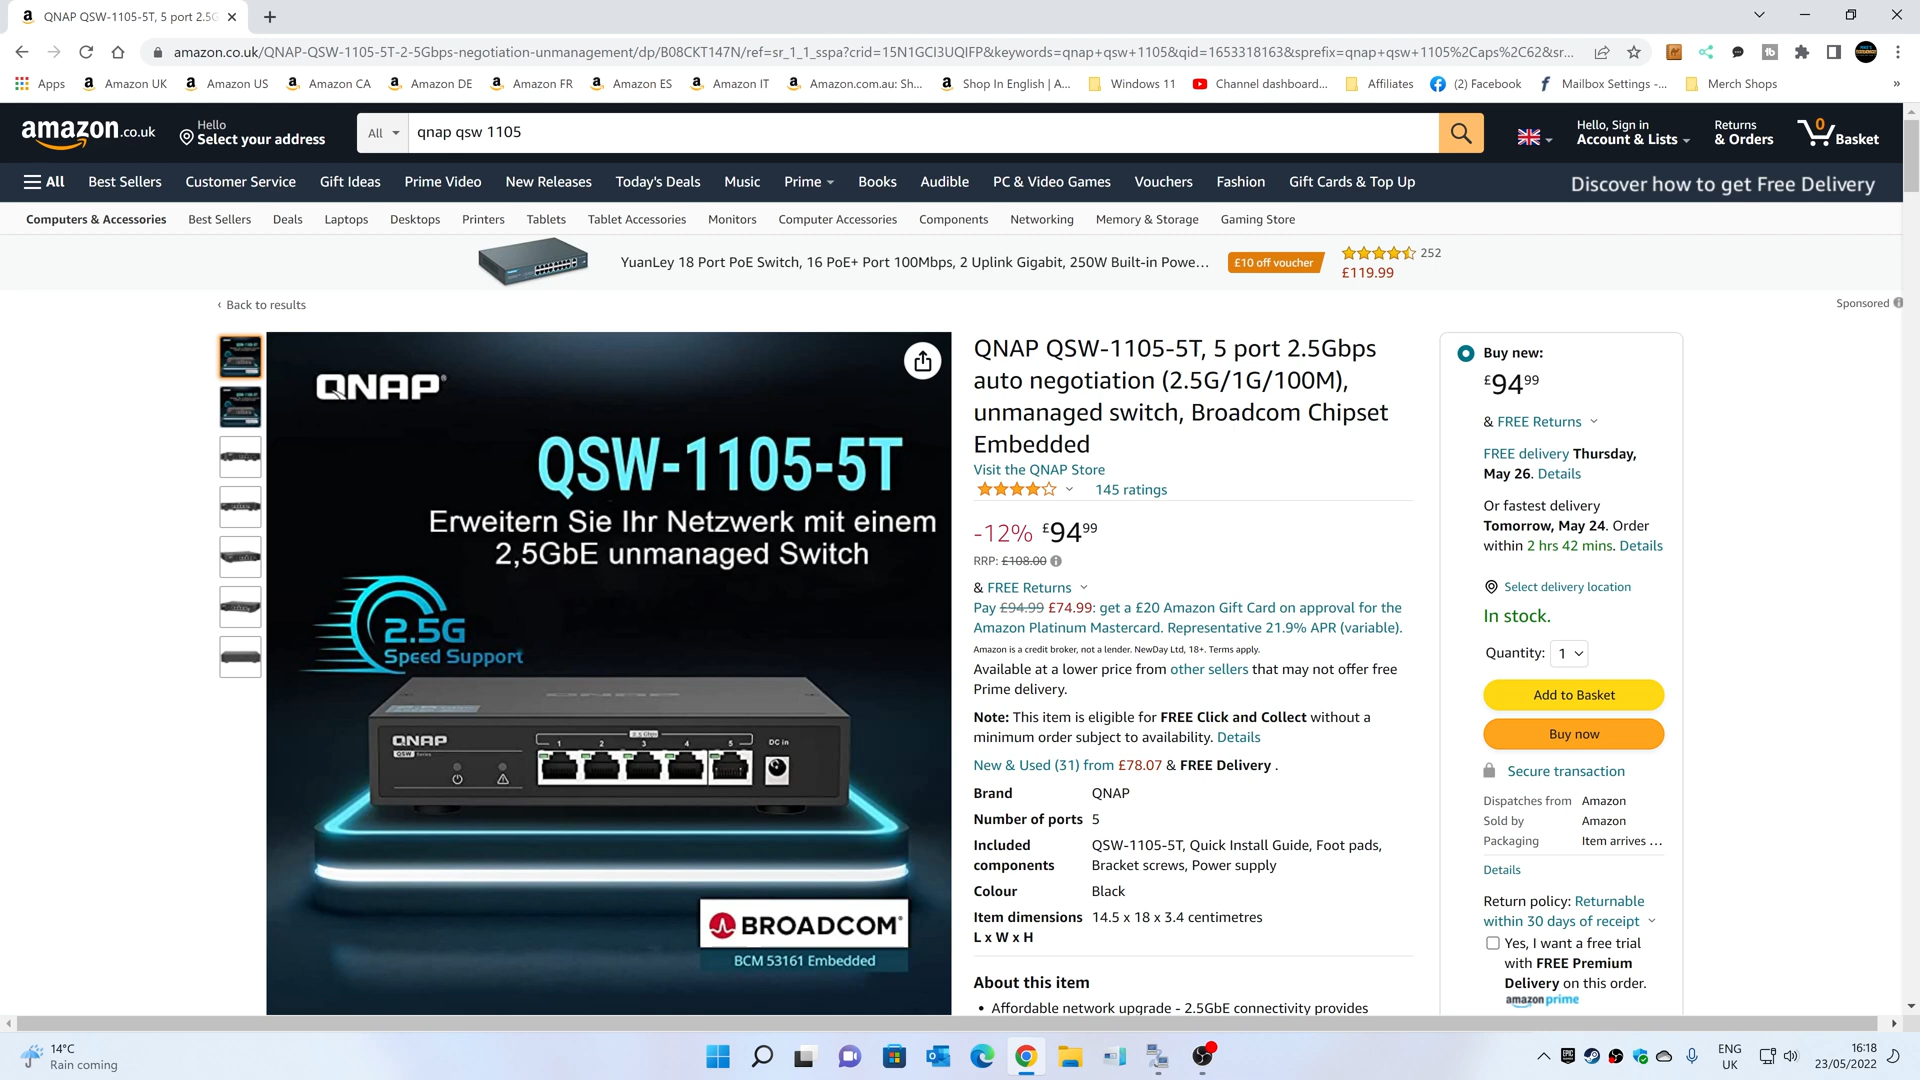 QNAP QSW-1105-5T, 5 port 2.5G
amazon.co.uk/QNAP-QSW-1105-5T-2-5Gbps-negotiation-unmanagement/dp/B08CKT147N/ref=sr_1_1_sspa?crid=15N1GCI3UQIFP&keywords=qnap+qsw+1105&qid=1653318163&sprefix=qnap+qsw+1105%2Caps%2C62&sr...
Apps Amazon UK Amazon US Amazon CA Amazon DE Amazon FR Amazon ES Amazon IT Amazon.com.au: Sh... Shop In English | A... Windows 11 Channel dashboard... Affiliates (2) Facebook Mailbox Settings -... Merch Shops »
amazon.co.uk
Hello
Select your address
All qnap qsw 1105
Hello, Sign in
Account & Lists
Returns
& Orders
0
Basket
All Best Sellers Customer Service Gift Ideas Prime Video New Releases Today's Deals Music Prime Books Audible PC & Video Games Vouchers Fashion Gift Cards & Top Up Discover how to get Free Delivery
Computers & Accessories Best Sellers Deals Laptops Desktops Printers Tablets Tablet Accessories Monitors Computer Accessories Components Networking Memory & Storage Gaming Store
YuanLey 18 Port PoE Switch, 16 PoE+ Port 100Mbps, 2 Uplink Gigabit, 250W Built-in Powe... £10 off voucher 252
£119.99
‹ Back to results
Sponsored
QNAP
QSW-1105-5T
Erweitern Sie Ihr Netzwerk mit einem
2,5GbE unmanaged Switch
2.5G
Speed Support
QNAP
QNAP
QSW Series
2.5 Gbps
1 2 3 4 5 DC in
BROADCOM
BCM 53161 Embedded
QNAP QSW-1105-5T, 5 port 2.5Gbps
auto negotiation (2.5G/1G/100M),
unmanaged switch, Broadcom Chipset
Embedded
Visit the QNAP Store
145 ratings
-12% £94.99
RRP: £108.00
& FREE Returns
Pay £94.99 £74.99: get a £20 Amazon Gift Card on approval for the
Amazon Platinum Mastercard. Representative 21.9% APR (variable).
Amazon is a credit broker, not a lender. NewDay Ltd, 18+. Terms apply.
Available at a lower price from other sellers that may not offer free
Prime delivery.
Note: This item is eligible for FREE Click and Collect without a
minimum order subject to availability. Details
New & Used (31) from £78.07 & FREE Delivery .
Brand QNAP
Number of ports 5
Included components QSW-1105-5T, Quick Install Guide, Foot pads,
Bracket screws, Power supply
Colour Black
Item dimensions 14.5 x 18 x 3.4 centimetres
L x W x H
About this item
• Affordable network upgrade - 2.5GbE connectivity provides
Buy new:
£94.99
& FREE Returns
FREE delivery Thursday,
May 26. Details
Or fastest delivery
Tomorrow, May 24. Order
within 2 hrs 42 mins. Details
Select delivery location
In stock.
Quantity: 1
Add to Basket
Buy now
Secure transaction
Dispatches from Amazon
Sold by Amazon
Packaging Item arrives ...
Details
Return policy: Returnable
within 30 days of receipt
Yes, I want a free trial
with FREE Premium
Delivery on this order.
amazon prime
14°C
Rain coming
ENG
UK
16:18
23/05/2022